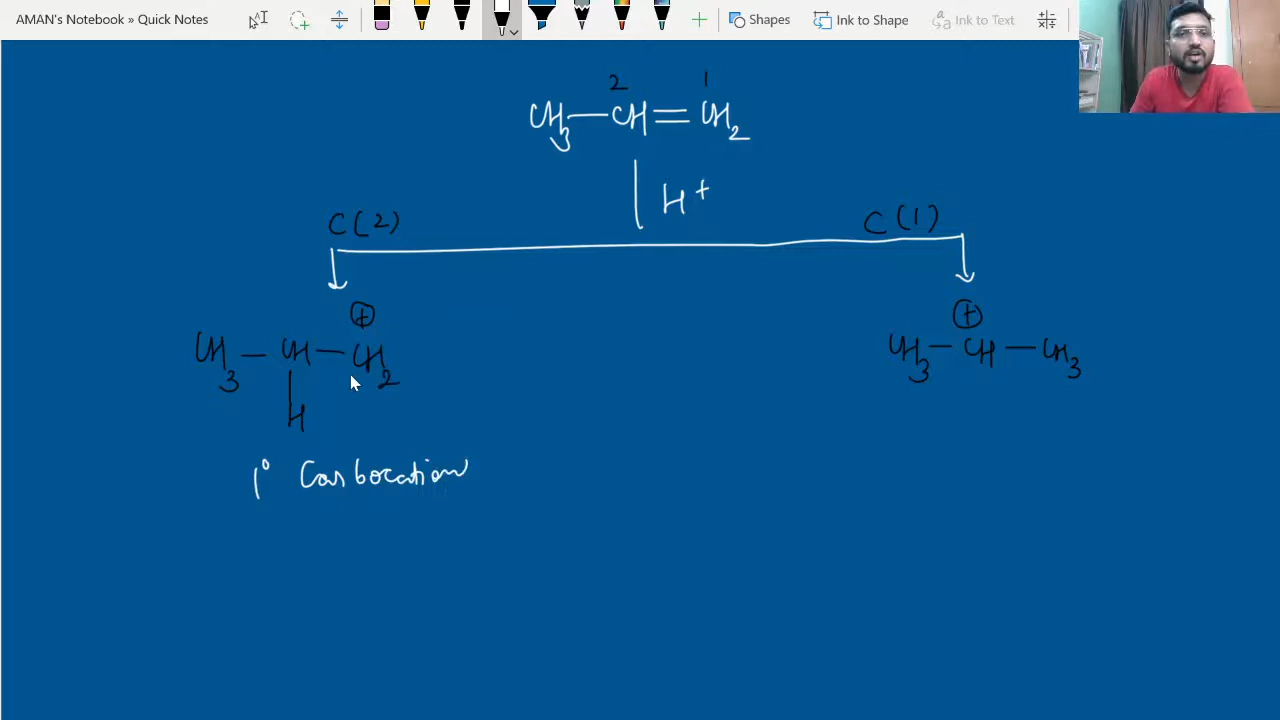 AMAN's Notebook » Quick Notes
Shapes
Ink to Shape
Ink to Text
2 1
CH3—CH=CH2
H+
C(2) C(1)
⊕ ⊕
CH3—CH—CH2 CH3—CH—CH3
H
1° Carbocation